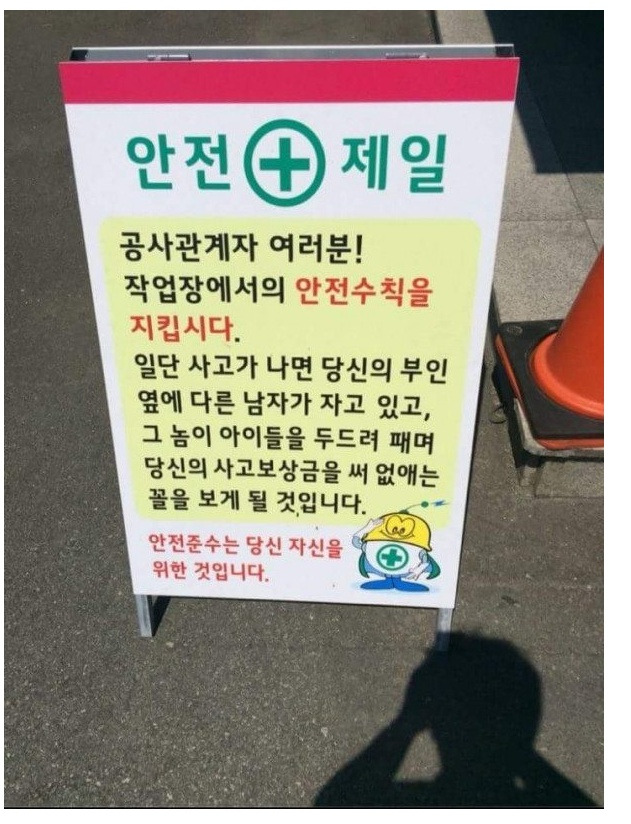 안전 제일
공사관계자 여러분!
작업장에서의 안전수칙을
지킵시다.
일단 사고가 나면 당신의 부인
옆에 다른 남자가 자고 있고,
그 놈이 아이들을 두드려 패며
당신의 사고보상금을 써 없애는
꼴을 보게 될 것입니다.
안전준수는 당신 자신을
위한 것입니다.